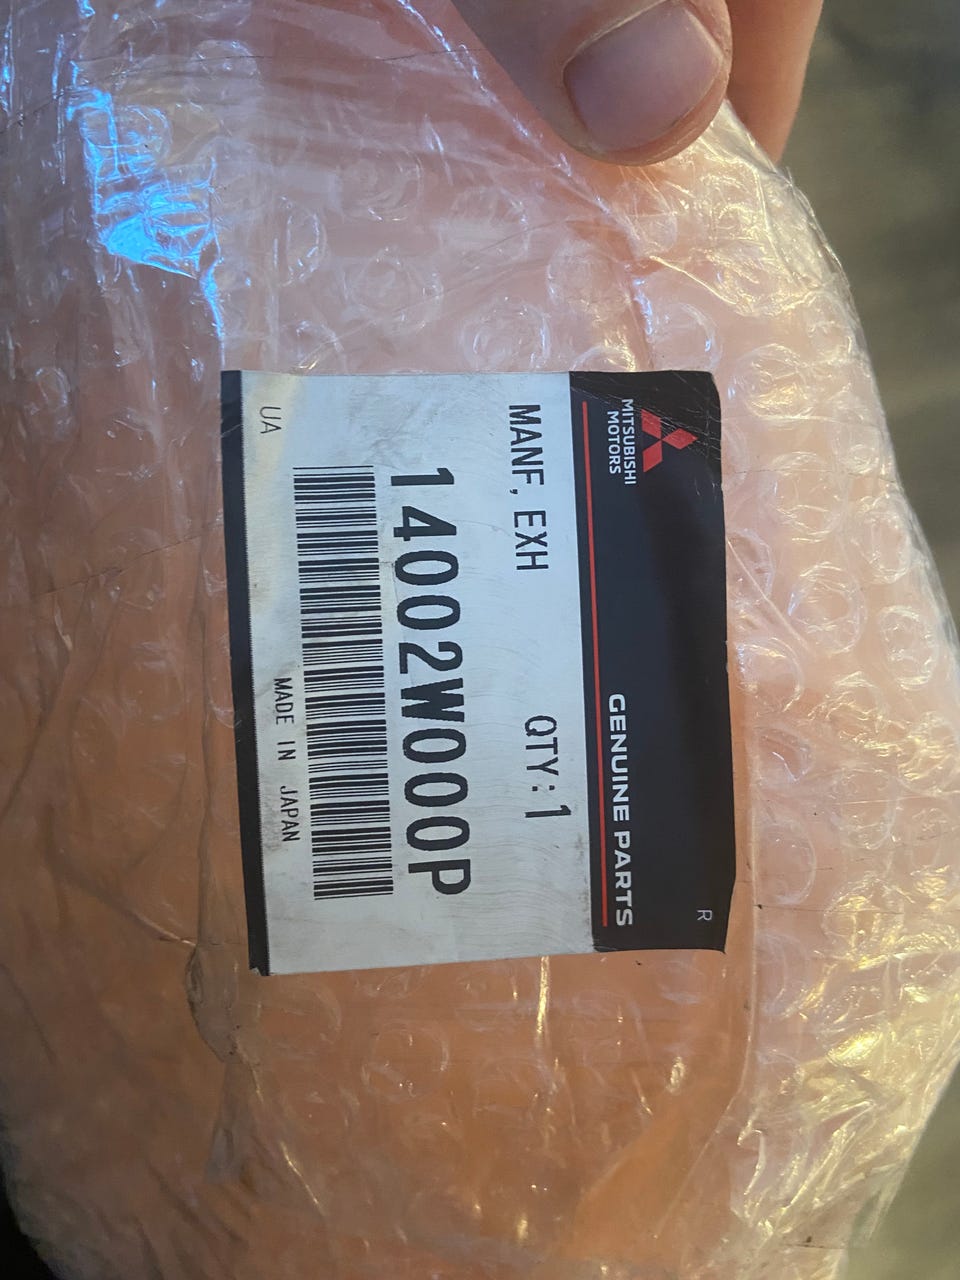 MITSUBISHI
MOTORS
GENUINE PARTS
R
MANF, EXH
QTY:1
14002W000P
MADE IN JAPAN
UA